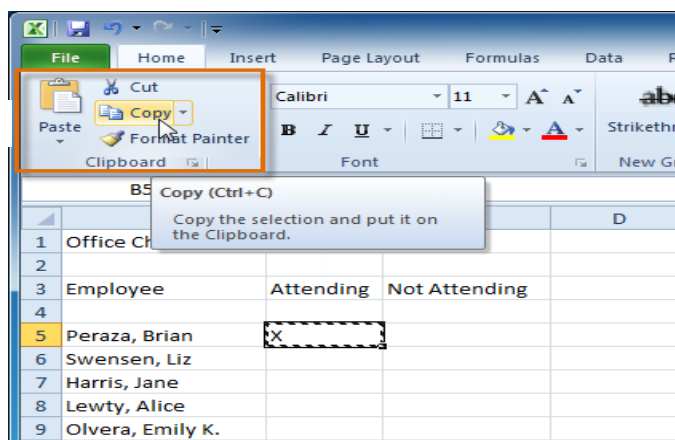 File Home Insert Page Layout Formulas Data
Cut
Copy
Paste
Format Painter
Clipboard
Calibri 11 A A
B I U A
Font
abc
New
B5
Copy (Ctrl+C)
Copy the selection and put it on
the Clipboard.
D
1 Office
2
3 Employee Attending Not Attending
4
5 Peraza, Brian X
6 Swensen, Liz
7 Harris, Jane
8 Lewty, Alice
9 Olvera, Emily K.